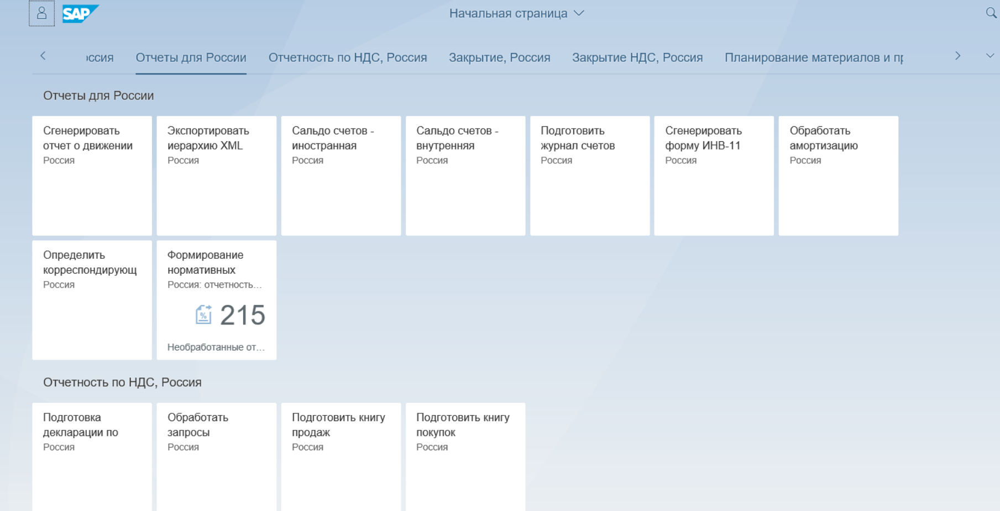 SAP
Начальная страница
оссия
Отчеты для России
Отчетность по НДС, Россия
Закрытие, Россия
Закрытие НДС, Россия
Планирование материалов и пр
Отчеты для России
Сгенерировать
отчет о движении
Россия
Экспортировать
иерархию XML
Россия
Сальдо счетов -
иностранная
Россия
Сальдо счетов -
внутренняя
Россия
Подготовить
журнал счетов
Россия
Сгенерировать
форму ИНВ-11
Россия
Обработать
амортизацию
Россия
Определить
корреспондирующ
Россия
Формирование
нормативных
Россия: отчетность...
% 215
Необработанные от...
Отчетность по НДС, Россия
Подготовка
декларации по
Россия
Обработать
запросы
Россия
Подготовить книгу
продаж
Россия
Подготовить книгу
покупок
Россия